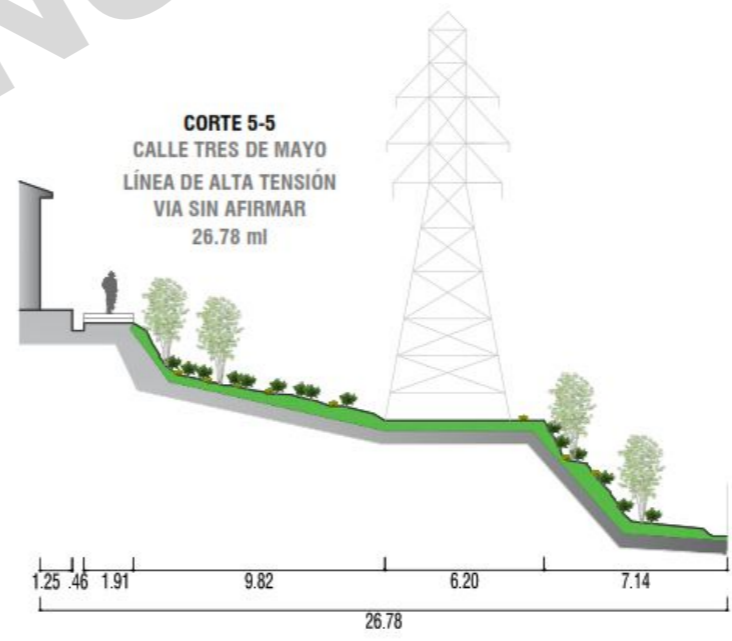 CORTE 5-5
CALLE TRES DE MAYO
LÍNEA DE ALTA TENSIÓN
VIA SIN AFIRMAR
26.78 ml
1.25 .46 1.91 9.82 6.20 7.14
26.78